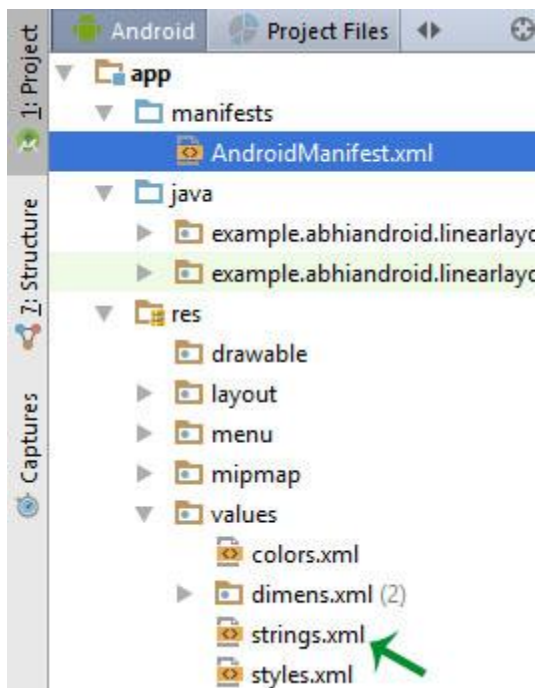 Android Project Files
1: Project
7: Structure
Captures
app
manifests
AndroidManifest.xml
java
example.abhiandroid.linearlayo
example.abhiandroid.linearlayo
res
drawable
layout
menu
mipmap
values
colors.xml
dimens.xml (2)
strings.xml
styles.xml